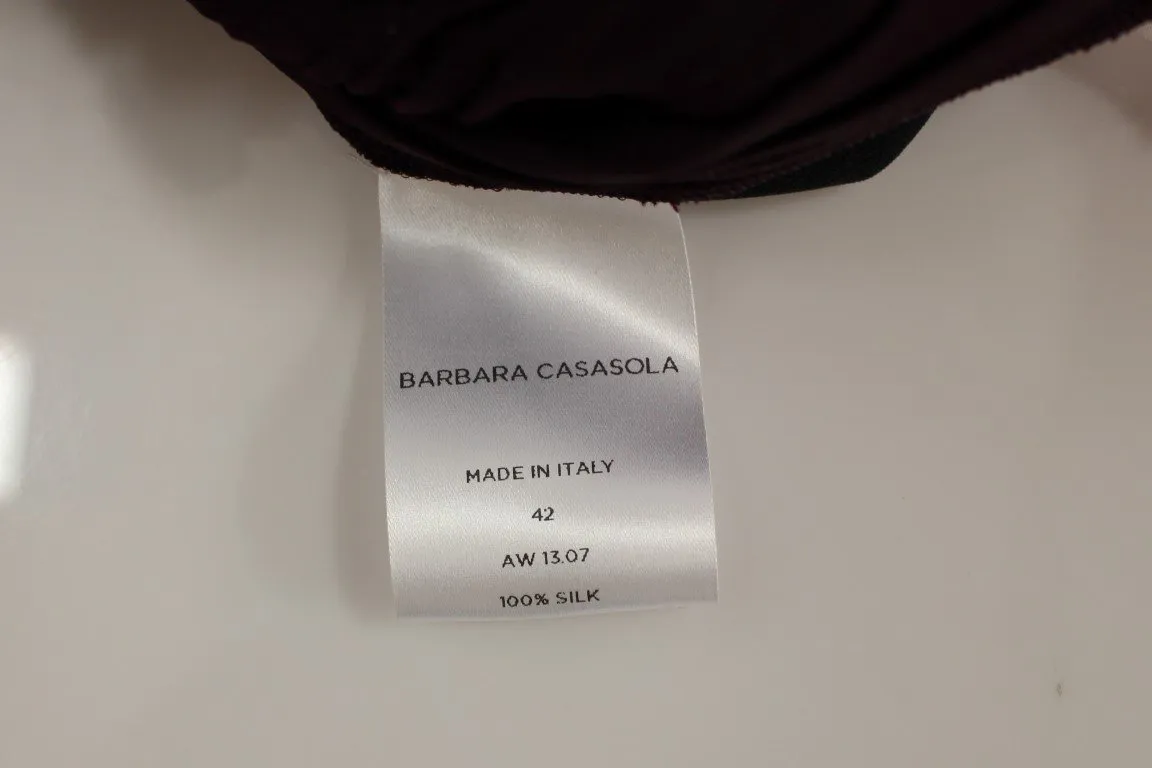 BARBARA CASASOLA
MADE IN ITALY
42
AW 13.07
100% SILK